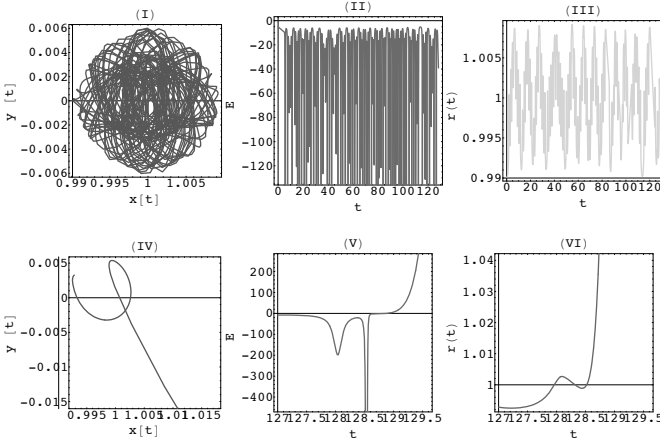 (I)
0.006
0.004
0.002
0
-0.002
-0.004
-0.006
y [t]
0.99 0.995 1 1.005
x[t]
(II)
0
-20
-40
-60
-80
-100
-120
E
0 20 40 60 80 100 120
t
(III)
1.005
1
0.995
0.99
r(t)
0 20 40 60 80 100 120
t
(IV)
0.005
0
-0.005
-0.01
-0.015
y [t]
0.995 1 1.005 1.01 1.015
x[t]
(V)
200
100
0
-100
-200
-300
-400
E
127 127.5 128 128.5 129 129.5
t
(VI)
1.04
1.03
1.02
1.01
1
r(t)
127 127.5 128 128.5 129 129.5
t